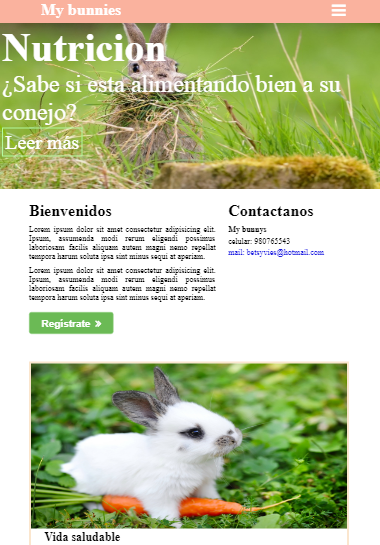 My bunnies
Nutricion
¿Sabe si esta alimentando bien a su
conejo?
Leer más
Bienvenidos
Lorem ipsum dolor sit amet consectetur adipisicing elit.
Ipsum, assumenda modi rerum eligendi possimus
laboriosam facilis aliquam autem magni nemo repellat
tempora harum soluta ipsa sint minus sequi at aperiam.
Lorem ipsum dolor sit amet consectetur adipisicing elit.
Ipsum, assumenda modi rerum eligendi possimus
laboriosam facilis aliquam autem magni nemo repellat
tempora harum soluta ipsa sint minus sequi at aperiam.
Registrate
Contactanos
My bunnys
celular: 980765543
mail: betsyvies@hotmail.com
Vida saludable